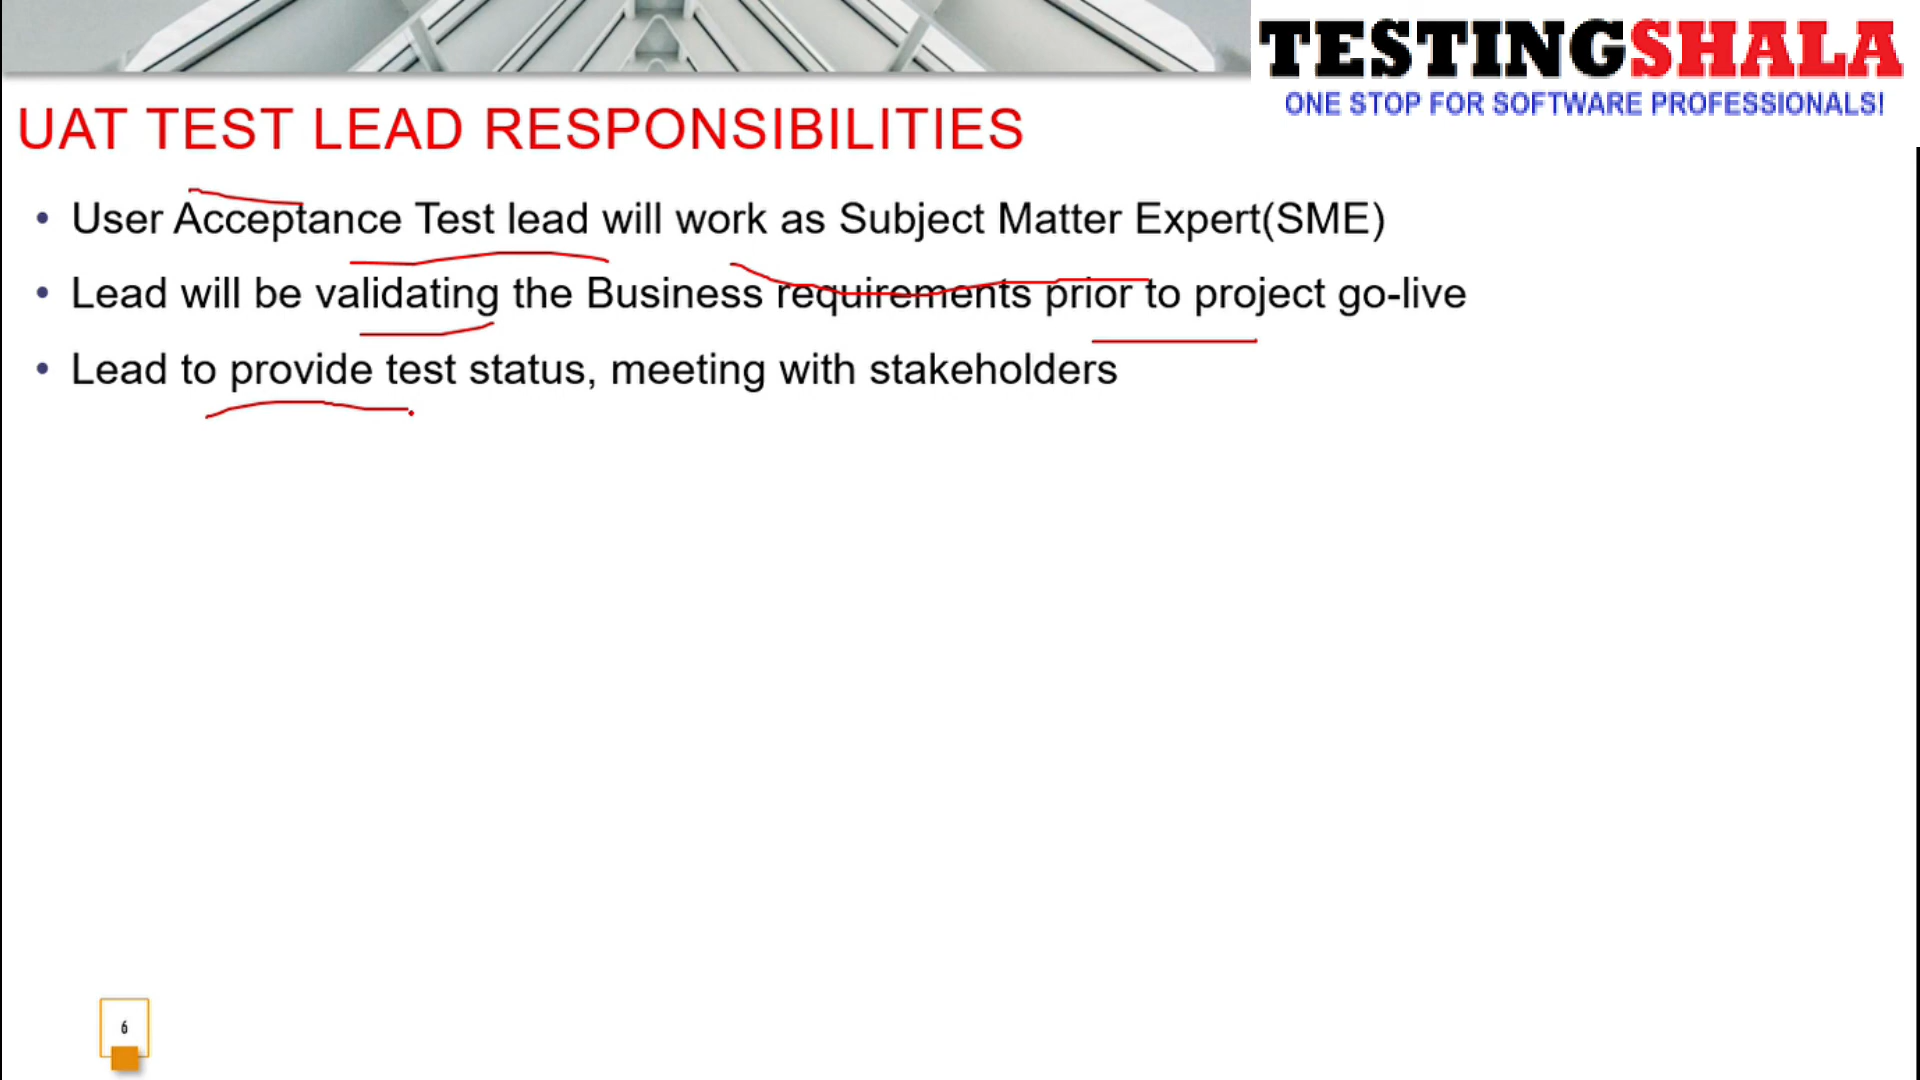 TESTINGSHALA
ONE STOP FOR SOFTWARE PROFESSIONALS!
UAT TEST LEAD RESPONSIBILITIES
• User Acceptance Test lead will work as Subject Matter Expert(SME)
• Lead will be validating the Business requirements prior to project go-live
• Lead to provide test status, meeting with stakeholders
6